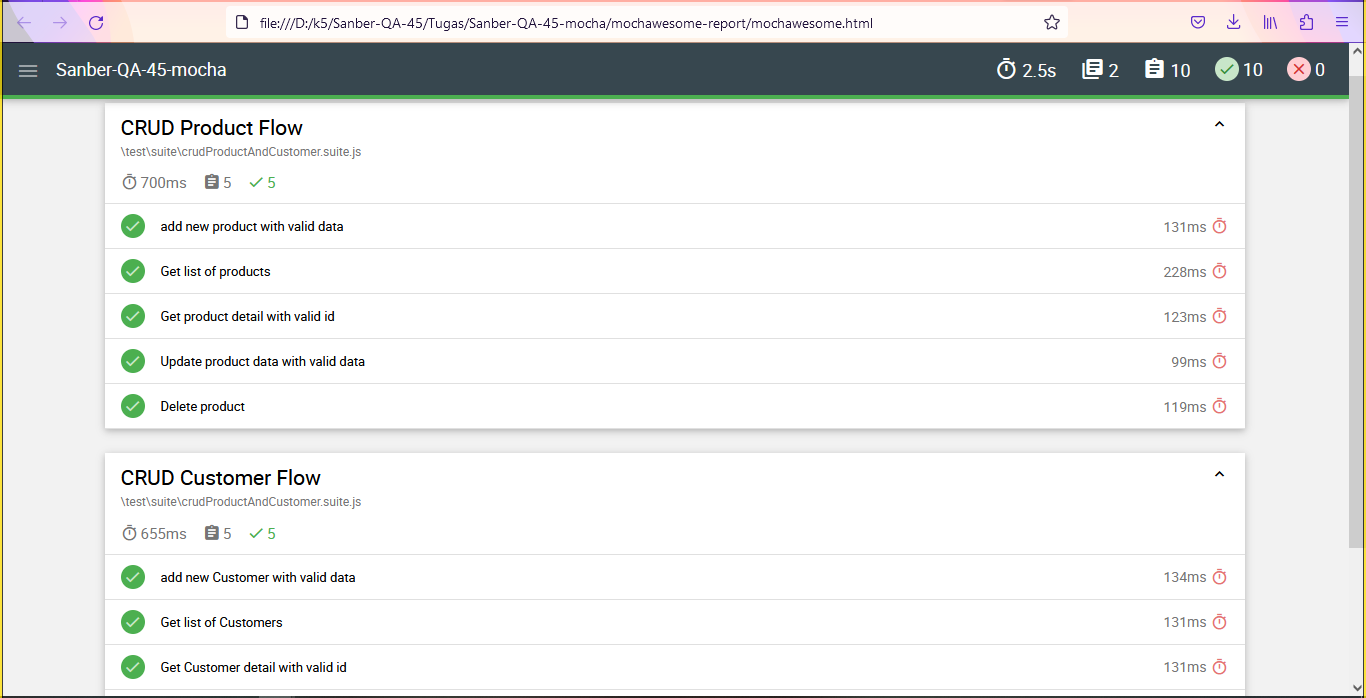 file:///D:/k5/Sanber-QA-45/Tugas/Sanber-QA-45-mocha/mochawesome-report/mochawesome.html
Sanber-QA-45-mocha 2.5s 2 10 10 0
CRUD Product Flow
\test\suite\crudProductAndCustomer.suite.js
700ms 5 5
add new product with valid data 131ms
Get list of products 228ms
Get product detail with valid id 123ms
Update product data with valid data 99ms
Delete product 119ms
CRUD Customer Flow
\test\suite\crudProductAndCustomer.suite.js
655ms 5 5
add new Customer with valid data 134ms
Get list of Customers 131ms
Get Customer detail with valid id 131ms